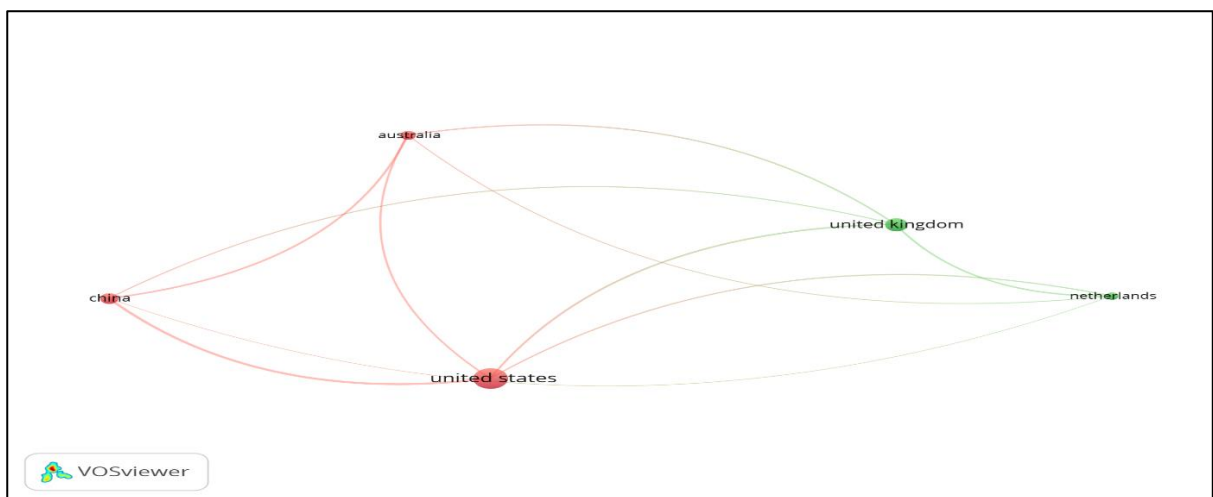 australia
united kingdom
china
netherlands
united states
VOSviewer